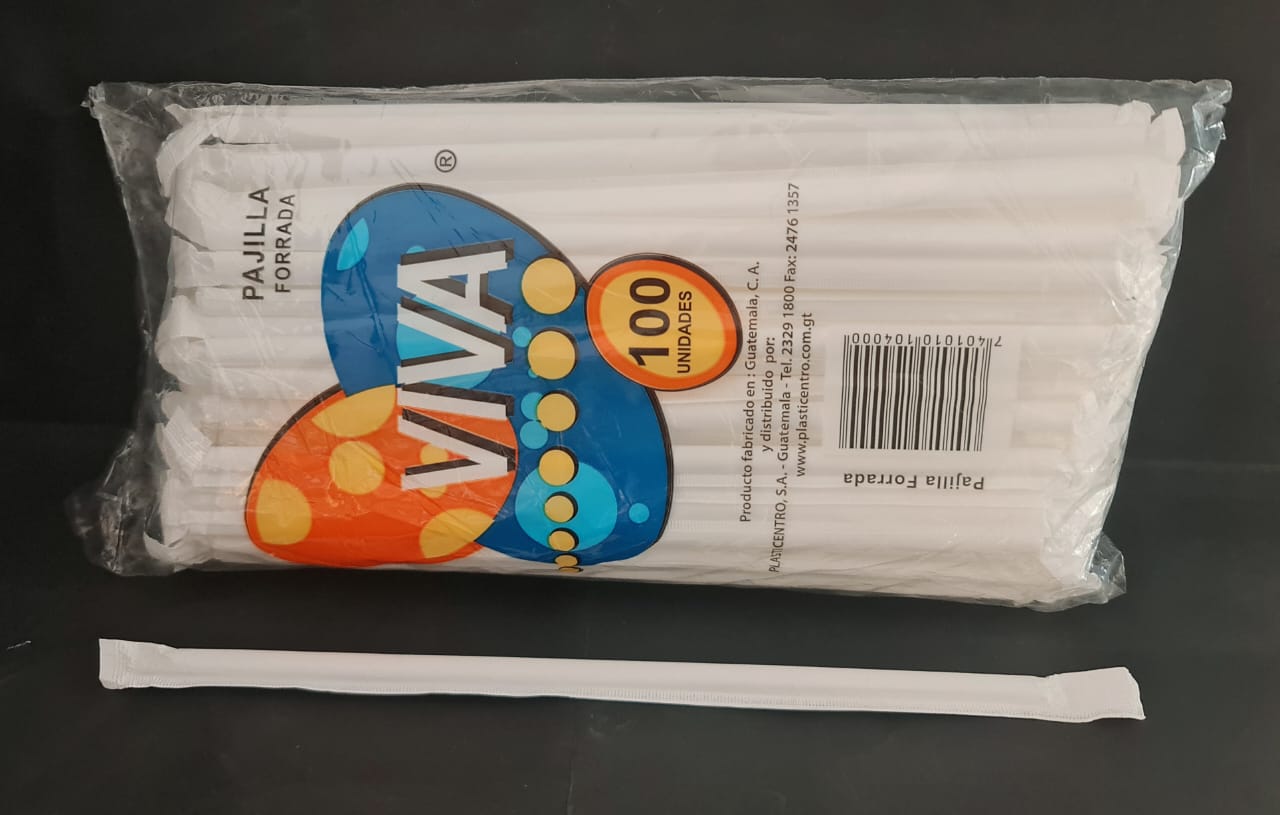 PAJILLA
FORRADA
®
VIVA
100
UNIDADES
Producto fabricado en : Guatemala, C. A.
y distribuido por:
PLASTICENTRO, S.A. - Guatemala - Tel. 2329 1800 Fax: 2476 1357
www.plasticentro.com.gt
7401010104000
Pajilla Forrada